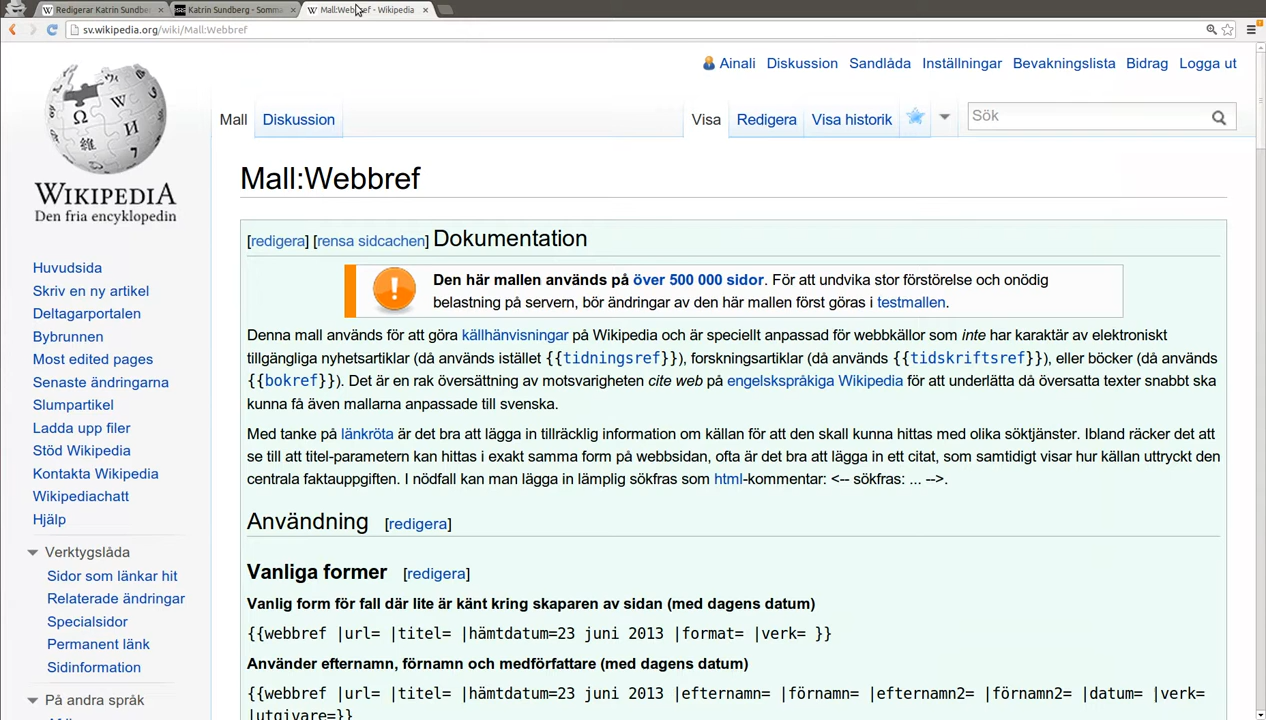 Redigerar Katrin Sundber
Katrin Sundberg - Somma
Mall:Webbref - Wikipedia
sv.wikipedia.org/wiki/Mall:Webbref
Ainali Diskussion Sandlåda Inställningar Bevakningslista Bidrag Logga ut
Mall Diskussion Visa Redigera Visa historik Sök
WIKIPEDIA
Den fria encyklopedin
Mall:Webbref
[redigera] [rensa sidcachen] Dokumentation
Den här mallen används på över 500 000 sidor. För att undvika stor förstörelse och onödig
belastning på servern, bör ändringar av den här mallen först göras i testmallen.
Denna mall används för att göra källhänvisningar på Wikipedia och är speciellt anpassad för webbkällor som inte har karaktär av elektroniskt
tillgängliga nyhetsartiklar (då används istället {{tidningsref}}), forskningsartiklar (då används {{tidskriftsref}}), eller böcker (då används
{{bokref}}). Det är en rak översättning av motsvarigheten cite web på engelskspråkiga Wikipedia för att underlätta då översatta texter snabbt ska
kunna få även mallarna anpassade till svenska.
Med tanke på länkröta är det bra att lägga in tillräcklig information om källan för att den skall kunna hittas med olika söktjänster. Ibland räcker det att
se till att titel-parametern kan hittas i exakt samma form på webbsidan, ofta är det bra att lägga in ett citat, som samtidigt visar hur källan uttryckt den
centrala faktauppgiften. I nödfall kan man lägga in lämplig sökfras som html-kommentar: <-- sökfras: ... -->.
Användning [redigera]
Vanliga former [redigera]
Vanlig form för fall där lite är känt kring skaparen av sidan (med dagens datum)
{{webbref |url= |titel= |hämtdatum=23 juni 2013 |format= |verk= }}
Använder efternamn, förnamn och medförfattare (med dagens datum)
{{webbref |url= |titel= |hämtdatum=23 juni 2013 |efternamn= |förnamn= |efternamn2= |förnamn2= |datum= |verk=
|utgivare=}}
Huvudsida
Skriv en ny artikel
Deltagarportalen
Bybrunnen
Most edited pages
Senaste ändringarna
Slumpartikel
Ladda upp filer
Stöd Wikipedia
Kontakta Wikipedia
Wikipediachatt
Hjälp
Verktygslåda
Sidor som länkar hit
Relaterade ändringar
Specialsidor
Permanent länk
Sidinformation
På andra språk